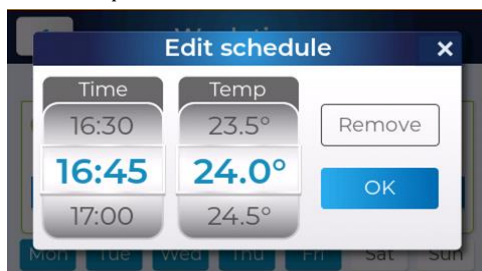 Edit schedule ×
Time Temp
16:30 23.5° Remove
16:45 24.0°
OK
17:00 24.5°
Mon Tue Wed Thu Fri Sat Sun